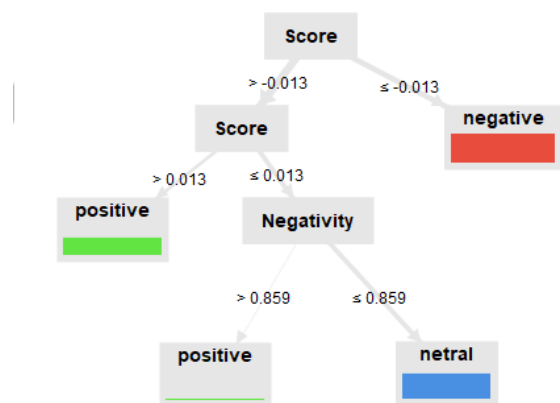 Score
> -0.013
≤ -0.013
Score
negative
> 0.013
≤ 0.013
positive
Negativity
> 0.859
≤ 0.859
positive
netral